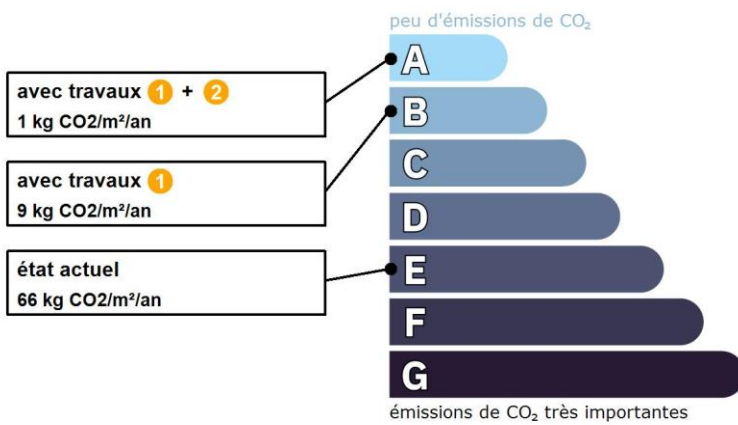 peu d'émissions de CO₂
A
avec travaux 1 + 2
1 kg CO2/m²/an
B
avec travaux 1
9 kg CO2/m²/an
C
D
état actuel
66 kg CO2/m²/an
E
F
G
émissions de CO₂ très importantes